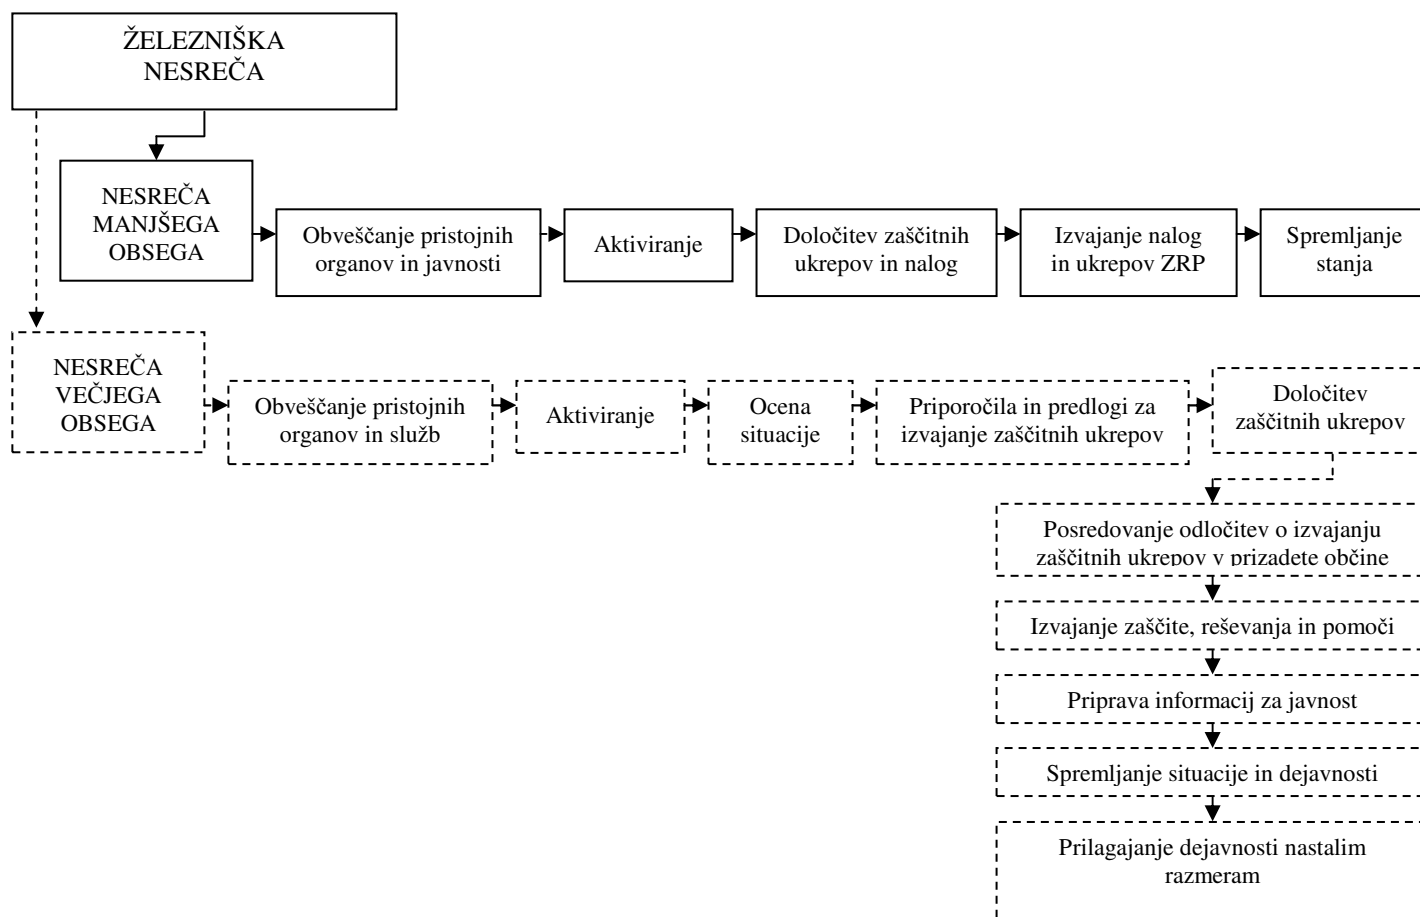 ŽELEZNIŠKA
NESREČA
NESREČA
MANJŠEGA
OBSEGA
Obveščanje pristojnih
organov in javnosti
Aktiviranje
Določitev zaščitnih
ukrepov in nalog
Izvajanje nalog
in ukrepov ZRP
Spremljanje
stanja
NESREČA
VEČJEGA
OBSEGA
Obveščanje pristojnih
organov in služb
Aktiviranje
Ocena
situacije
Priporočila in predlogi za
izvajanje zaščitnih ukrepov
Določitev
zaščitnih ukrepov
Posredovanje odločitev o izvajanju
zaščitnih ukrepov v prizadete občine
Izvajanje zaščite, reševanja in pomoči
Priprava informacij za javnost
Spremljanje situacije in dejavnosti
Prilagajanje dejavnosti nastalim
razmeram